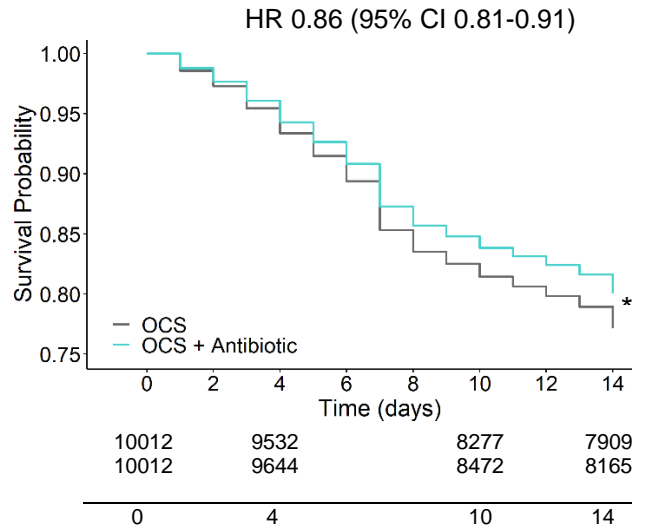 HR 0.86 (95% CI 0.81-0.91)
1.00
0.95
0.90
0.85
0.80
0.75
Survival Probability
*
OCS
OCS + Antibiotic
0 2 4 6 8 10 12 14
Time (days)
10012 9532 8277 7909
10012 9644 8472 8165
0 4 10 14